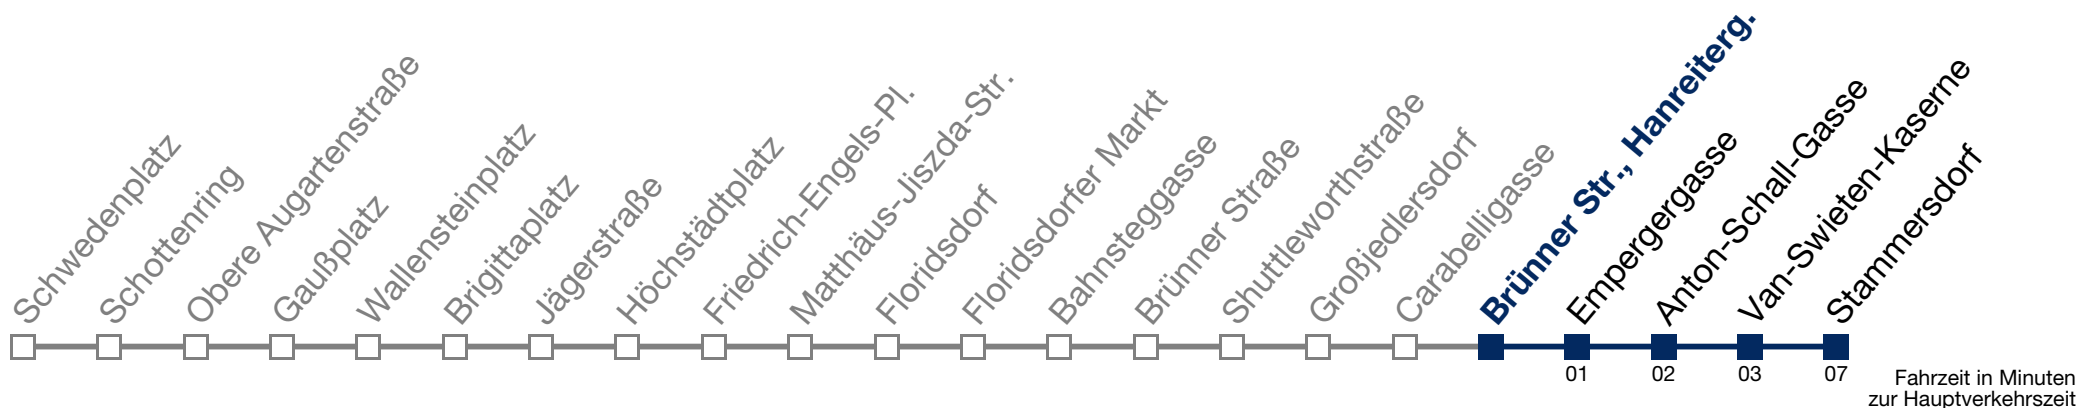 Schwedenplatz
Schottenring
Obere Augartenstraße
Gaußplatz
Wallensteinplatz
Brigittaplatz
Jägerstraße
Höchstädtplatz
Friedrich-Engels-Pl.
Matthäus-Jiszda-Str.
Floridsdorf
Floridsdorfer Markt
Bahnsteggasse
Brünner Straße
Shuttleworthstraße
Großjedlersdorf
Carabelligasse
Brünner Str., Hanreiterg.
Empergergasse
Anton-Schall-Gasse
Van-Swieten-Kaserne
Stammersdorf
01 02 03 07
Fahrzeit in Minuten
zur Hauptverkehrszeit